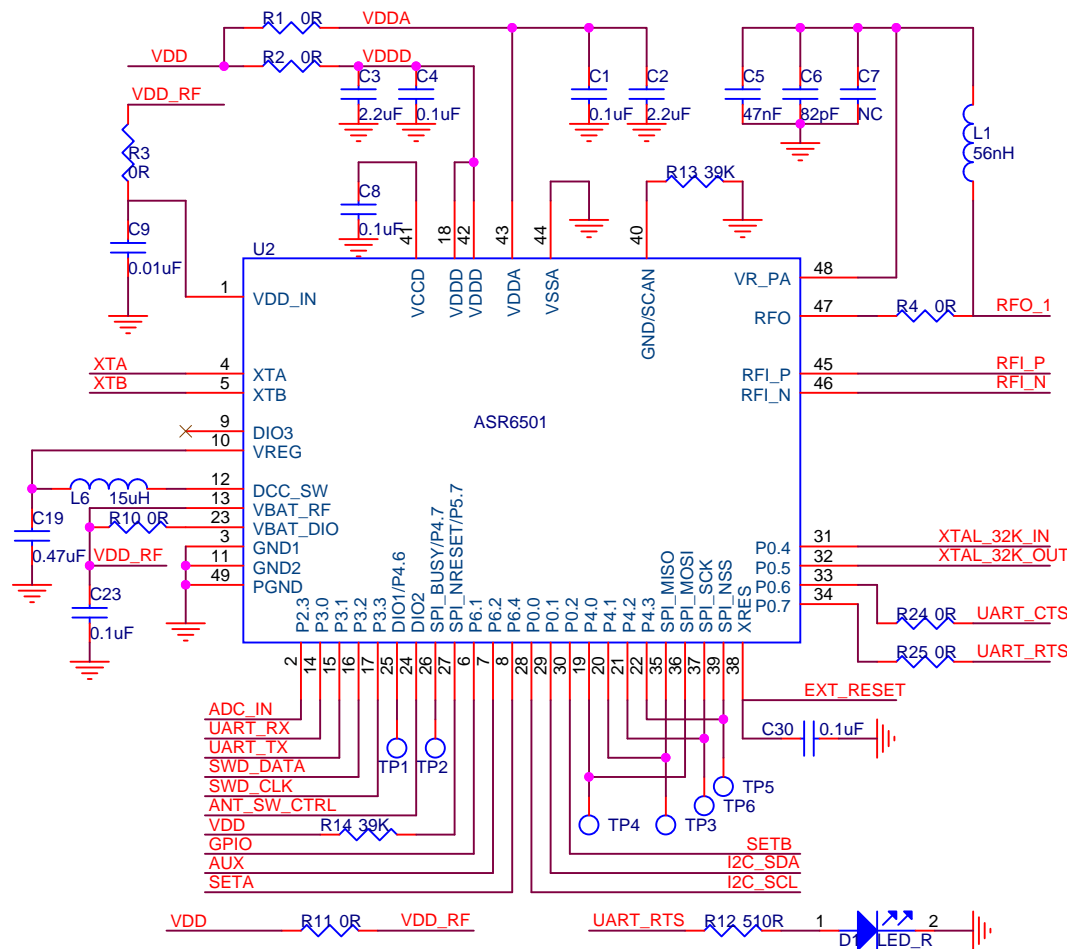 R1 0R VDDA
VDD R2 0R VDDD
C3 2.2uF
C4 0.1uF
C1 0.1uF
C2 2.2uF
C5 47nF
C6 82pF
C7 NC
VDD_RF
R3 0R
L1 56nH
C8 0.1uF
R13 39K
C9 0.01uF
41 18 42 43 44 40
U2
VCCD VDDD VDDD VDDA VSSA GND/SCAN
1 VDD_IN
VR_PA 48
RFO 47 R4 0R RFO_1
XTA 4 XTA
XTB 5 XTB
RFI_P 45 RFI_P
RFI_N 46 RFI_N
9 DIO3
10 VREG
ASR6501
L6 15uH 12 DCC_SW
13 VBAT_RF
R10 0R 23 VBAT_DIO
C19 0.47uF
VDD_RF
3 GND1
11 GND2
49 PGND
C23 0.1uF
P0.4 31 XTAL_32K_IN
P0.5 32 XTAL_32K_OUT
P0.6 33
P0.7 34
R24 0R UART_CTS
R25 0R UART_RTS
P2.3 P3.0 P3.1 P3.2 P3.3 DIO1/P4.6 DIO2 SPI_BUSY/P4.7 SPI_NRESET/P5.7 P6.1 P6.2 P6.4 P0.0 P0.1 P0.2 P4.0 P4.1 P4.2 P4.3 SPI_MISO SPI_MOSI SPI_SCK SPI_NSS XRES
2 14 15 16 17 25 24 26 27 6 7 8 28 29 30 19 20 21 22 35 36 37 39 38
EXT_RESET
C30 0.1uF
ADC_IN
UART_RX
UART_TX
SWD_DATA
SWD_CLK
ANT_SW_CTRL
VDD R14 39K
GPIO
AUX
SETA
TP1
TP2
TP5
TP6
TP4
TP3
SETB
I2C_SDA
I2C_SCL
VDD R11 0R VDD_RF
UART_RTS R12 510R 1 D1 LED_R 2